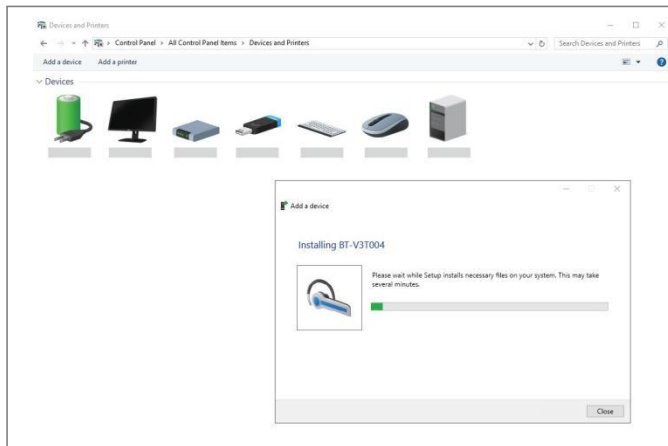 Devices and Printers
Control Panel > All Control Panel Items > Devices and Printers
Search Devices and Printers
Add a device Add a printer
Devices
Add a device
Installing BT-V3T004
Please wait while Setup installs necessary files on your system. This may take
several minutes.
Close